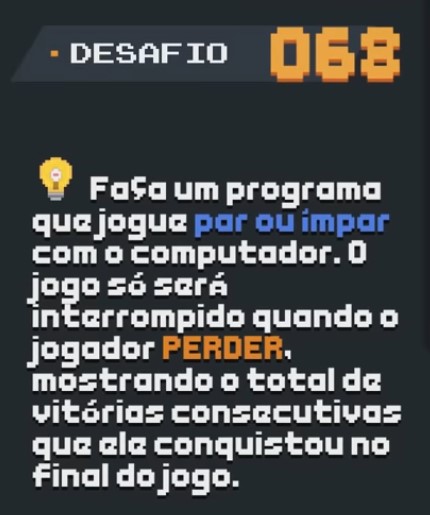 DESAFIO 068
Faça um programa
que jogue par ou ímpar
com o computador. O
jogo só será
interrompido quando o
jogador PERDER,
mostrando o total de
vitórias consecutivas
que ele conquistou no
final do jogo.